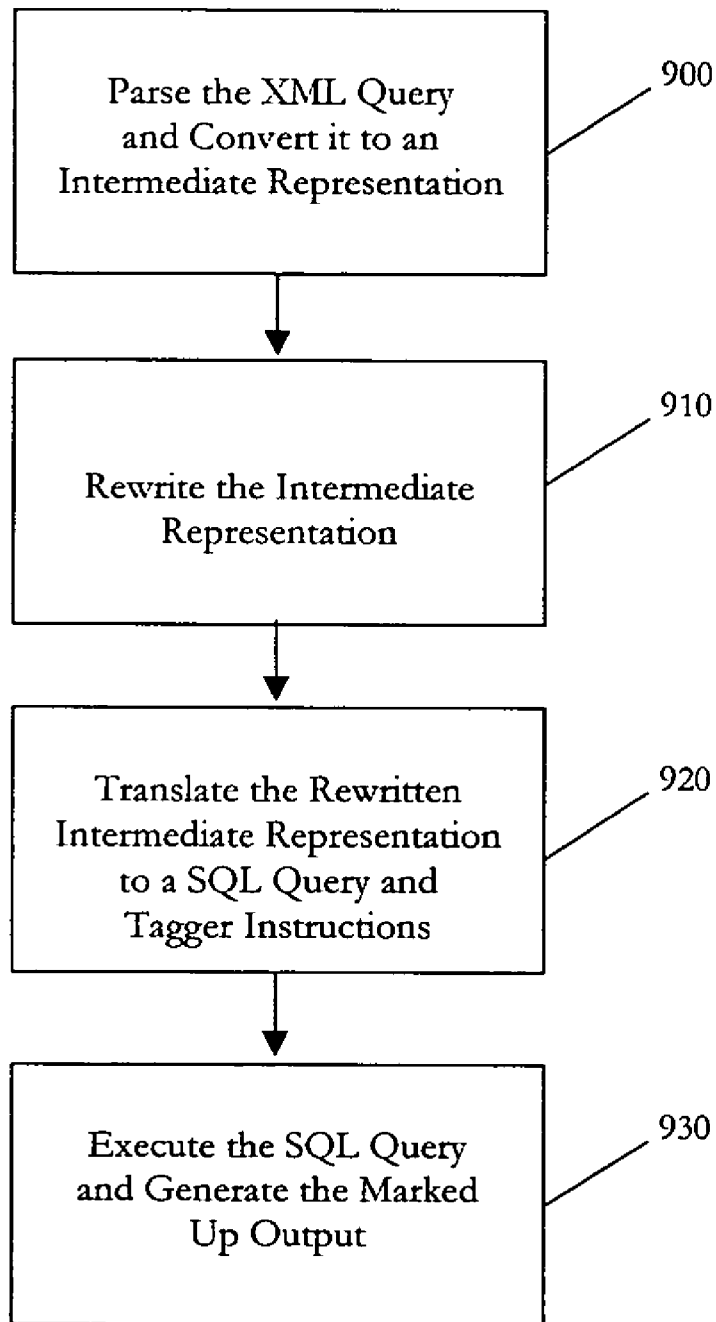 Parse the XML Query
and Convert it to an
Intermediate Representation
900
Rewrite the Intermediate
Representation
910
Translate the Rewritten
Intermediate Representation
to a SQL Query and
Tagger Instructions
920
Execute the SQL Query
and Generate the Marked
Up Output
930